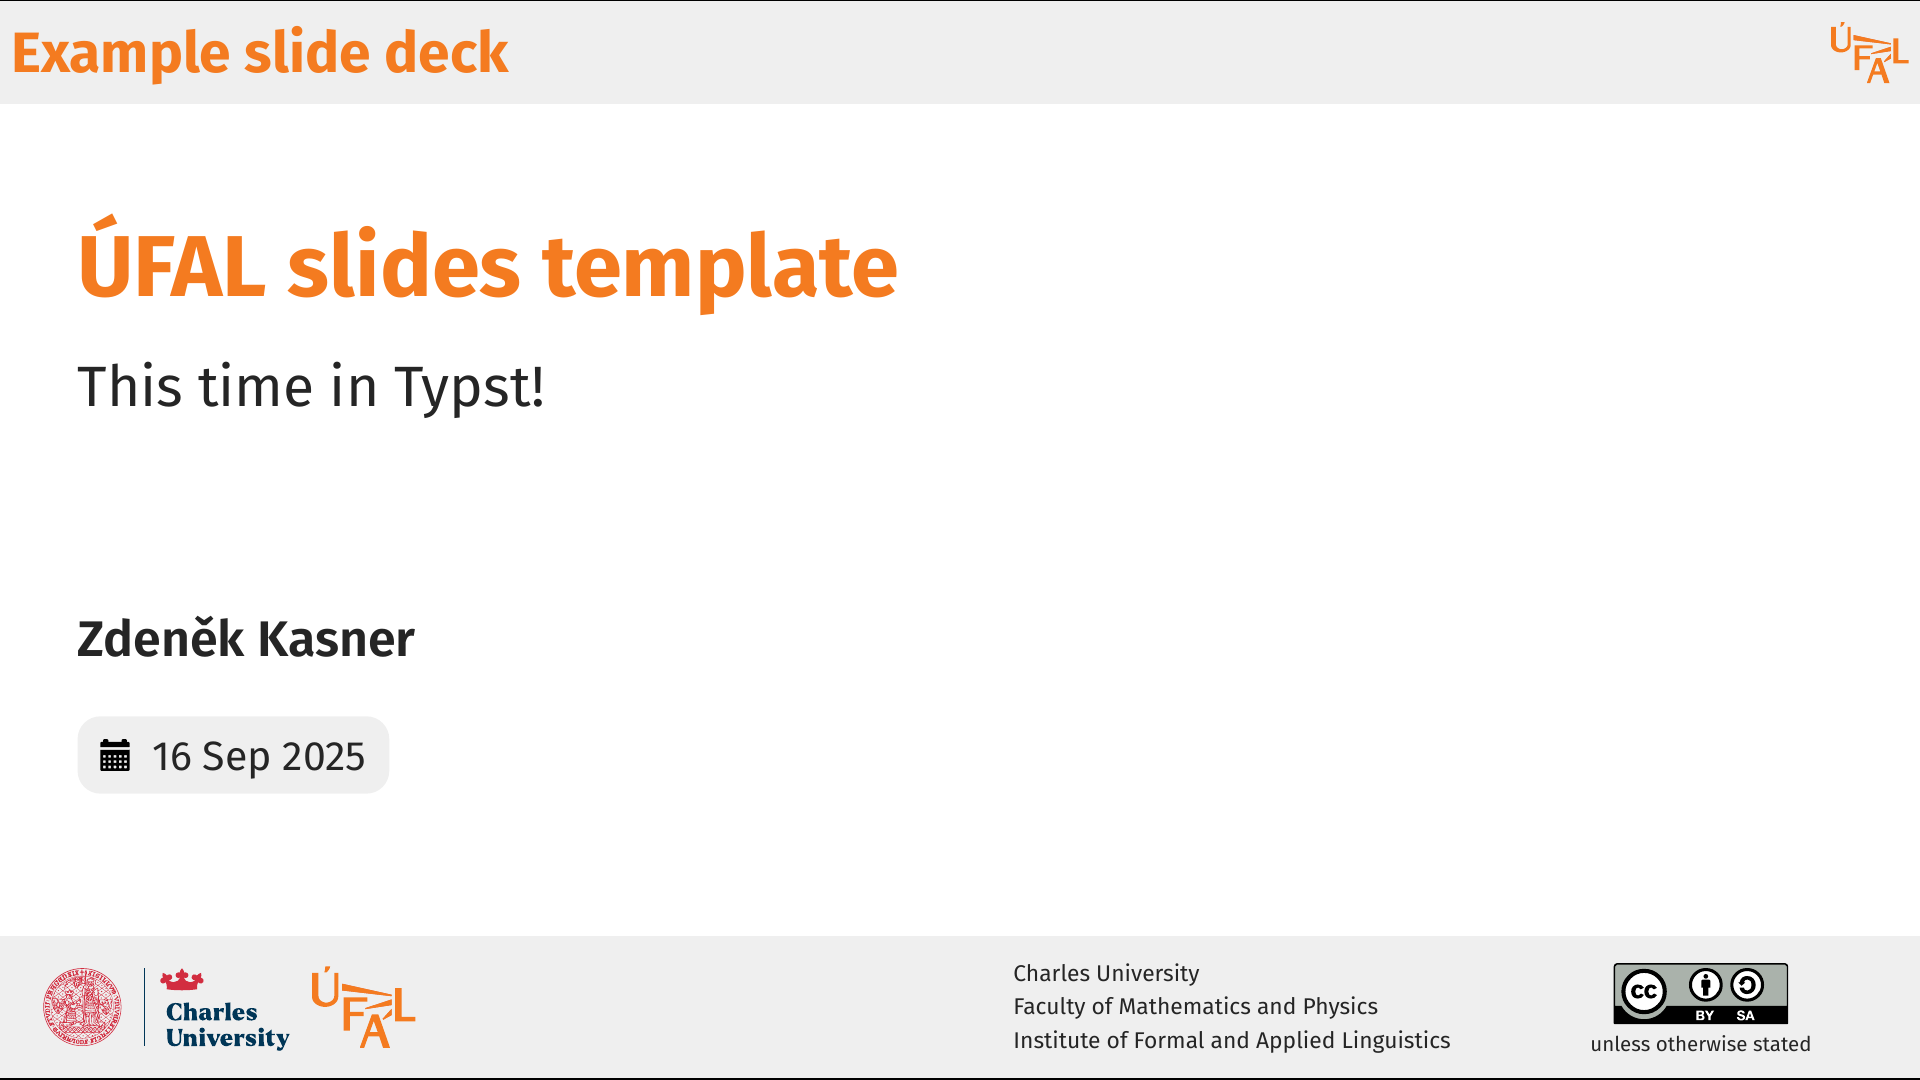 Example slide deck
ÚFAL
ÚFAL slides template
This time in Typst!
Zdeněk Kasner
16 Sep 2025
Charles
University
ÚFAL
Charles University
Faculty of Mathematics and Physics
Institute of Formal and Applied Linguistics
cc
BY SA
unless otherwise stated